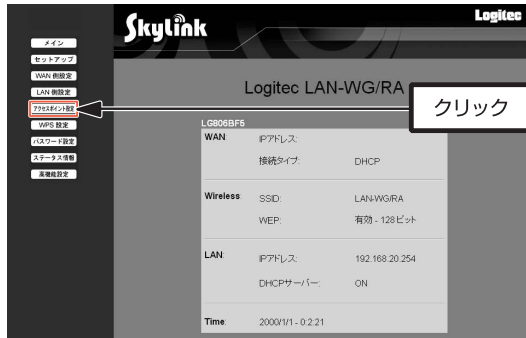 Skylink
Logitec
メイン
セットアップ
WAN 側設定
LAN 側設定
アクセスポイント設定
WPS 設定
パスワード設定
ステータス情報
高機能設定
Logitec LAN-WG/RA
クリック
LG806BF5
WAN: IPアドレス:
接続タイプ: DHCP
Wireless: SSID: LAN-WG/RA
WEP: 有効 - 128 ビット
LAN: IPアドレス: 192.168.20.254
DHCPサーバー: ON
Time: 2000/1/1 - 0:2:21